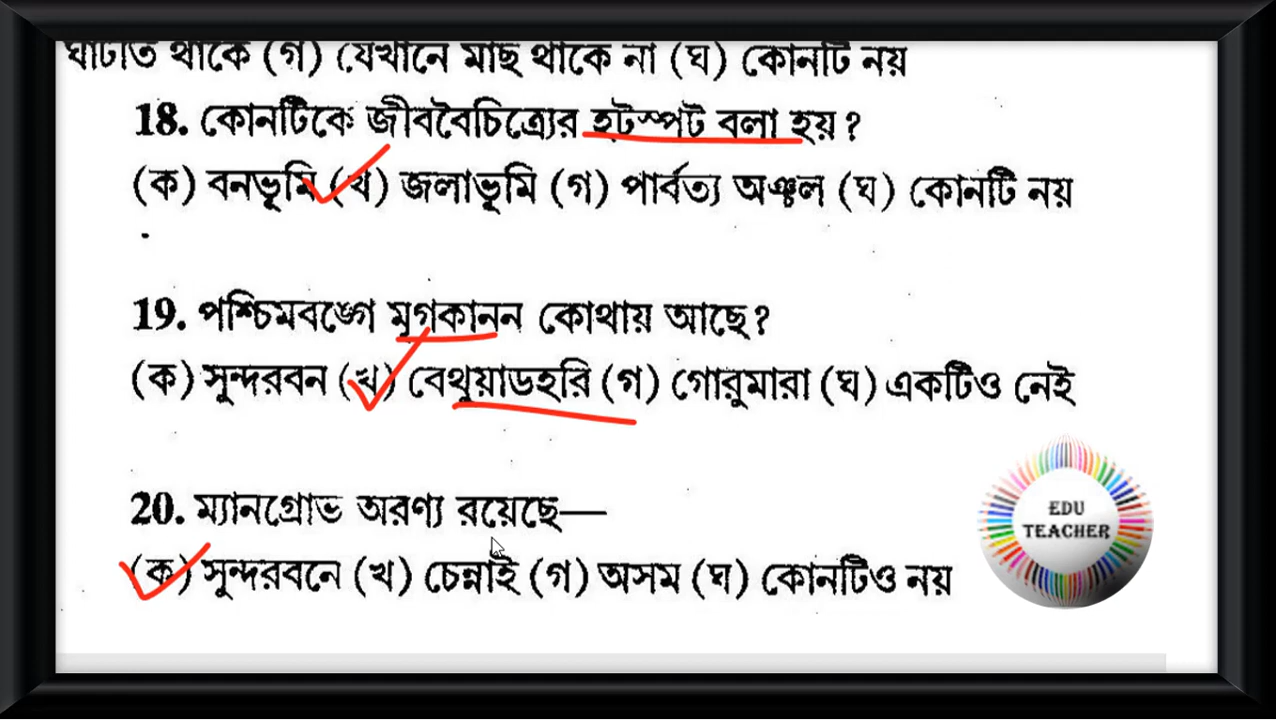 ঘাটতি থাকে (গ) যেখানে মাছ থাকে না (ঘ) কোনটি নয়
18. কোনটিকে জীববৈচিত্র্যের হটস্পট বলা হয়?
(ক) বনভূমি (খ) জলাভূমি (গ) পার্বত্য অঞ্চল (ঘ) কোনটি নয়
19. পশ্চিমবঙ্গে মৃগকানন কোথায় আছে?
(ক) সুন্দরবন (খ) বেথুয়াডহরি (গ) গোরুমারা (ঘ) একটিও নেই
20. ম্যানগ্রোভ অরণ্য রয়েছে—
(ক) সুন্দরবনে (খ) চেন্নাই (গ) অসম (ঘ) কোনটিও নয়
EDU
TEACHER